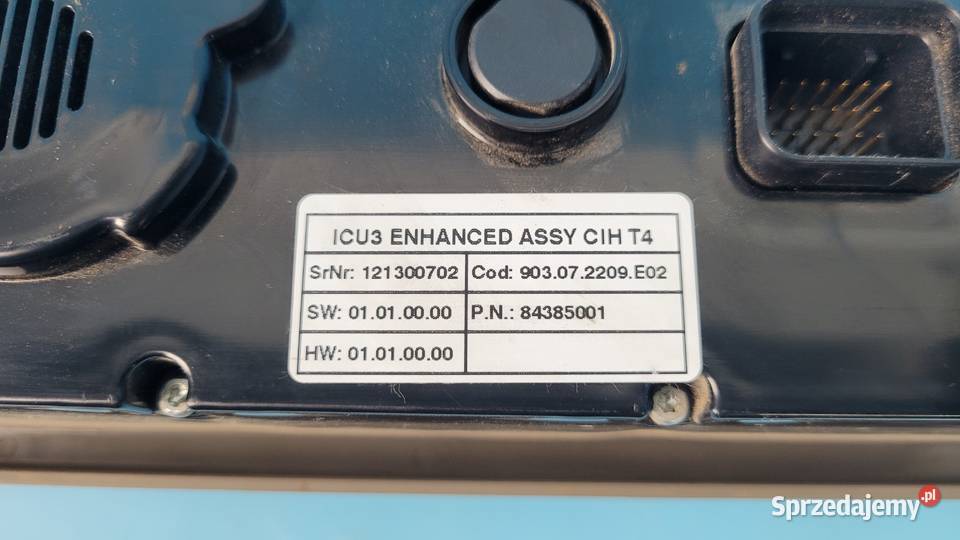 ICU3 ENHANCED ASSY CIH T4
SrNr: 121300702 Cod: 903.07.2209.E02
SW: 01.01.00.00 P.N.: 84385001
HW: 01.01.00.00
Sprzedajemy.pl